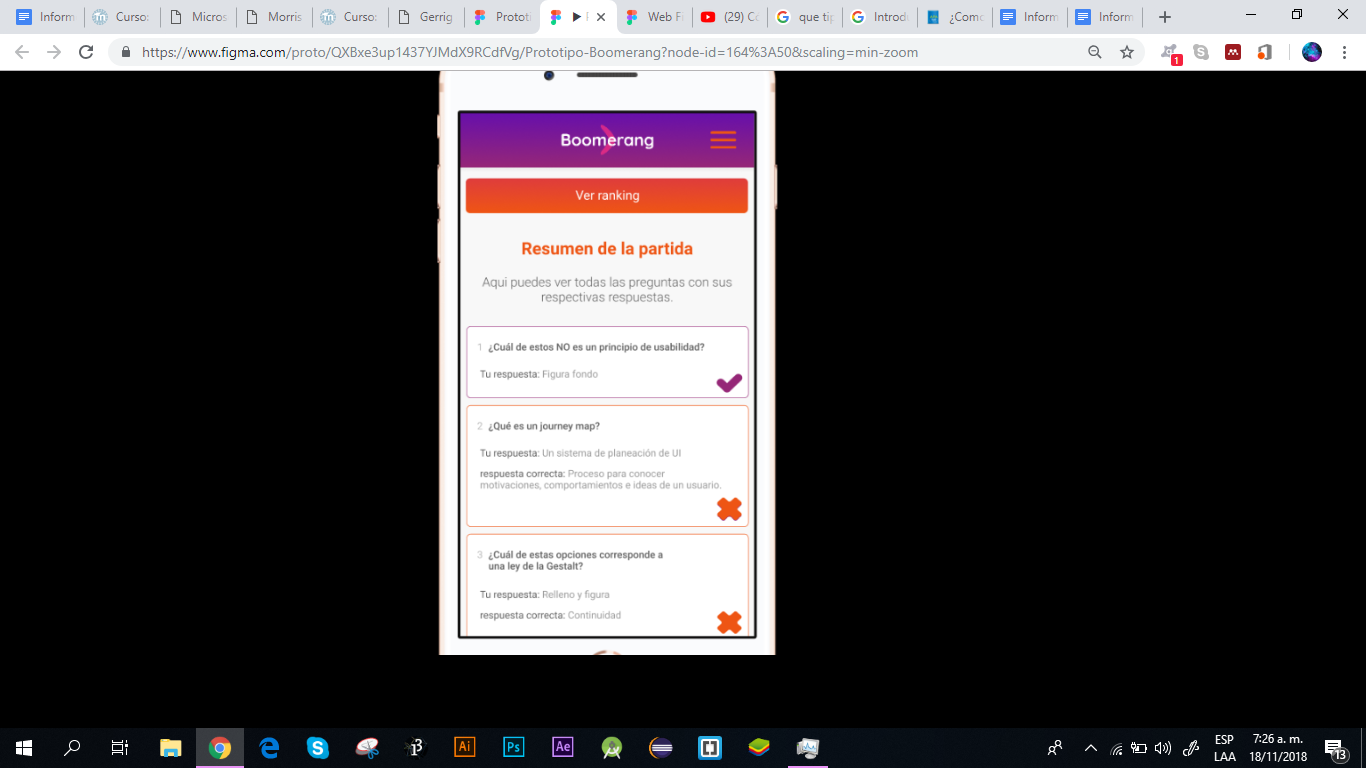 Inform
Curso:
Micros
Morris
Curso:
Gerrig
Protot
Web F
(29) C
que tip
Introdu
¿Como
Inform
Inform
https://www.figma.com/proto/QXBxe3up1437YJMdX9RCdfVg/Prototipo-Boomerang?node-id=164%3A50&scaling=min-zoom
1
Boomerang
Ver ranking
Resumen de la partida
Aqui puedes ver todas las preguntas con sus
respectivas respuestas.
1 ¿Cuál de estos NO es un principio de usabilidad?
Tu respuesta: Figura fondo
2 ¿Qué es un journey map?
Tu respuesta: Un sistema de planeación de UI
respuesta correcta: Proceso para conocer
motivaciones, comportamientos e ideas de un usuario.
3 ¿Cuál de estas opciones corresponde a
una ley de la Gestalt?
Tu respuesta: Relleno y figura
respuesta correcta: Continuidad
Ai
Ps
Ae
ESP
LAA
7:26 a. m.
18/11/2018
13